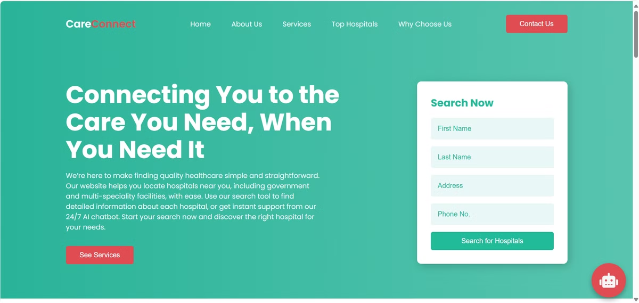 CareConnect
Home
About Us
Services
Top Hospitals
Why Choose Us
Contact Us
Connecting You to the
Care You Need, When
You Need It
We're here to make finding quality healthcare simple and straightforward.
Our website helps you locate hospitals near you, including government
and multi-speciality facilities, with ease. Use our search tool to find
detailed information about each hospital, or get instant support from our
24/7 AI chatbot. Start your search now and discover the right hospital for
your needs.
See Services
Search Now
First Name
Last Name
Address
Phone No.
Search for Hospitals